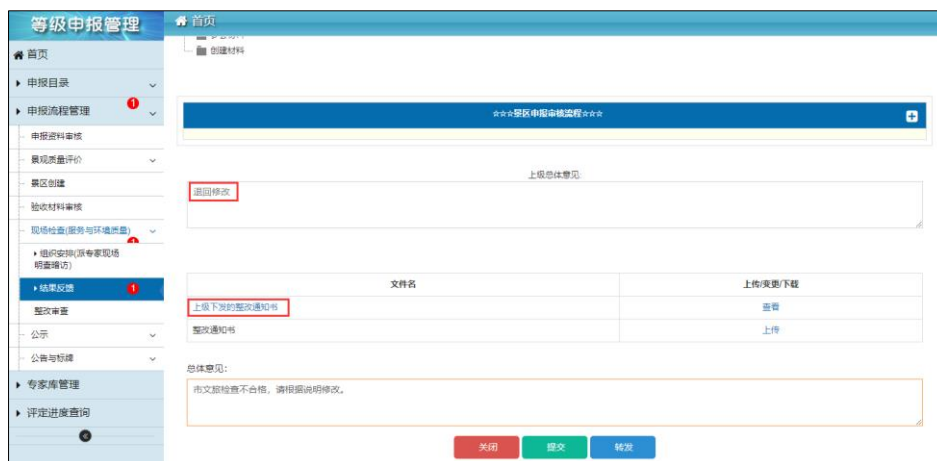 等级申报管理
首页
首页
申报目录
申报流程管理
1
申报资料审核
景观质量评价
景区创建
验收材料审核
现场检查(服务与环境质量)
1
组织安排(派专家现场
明查暗访)
结果反馈
1
整改审查
公示
公告与标牌
专家库管理
评定进度查询
创建材料
☆☆☆景区申报审核流程☆☆☆
上级总体意见
退回修改
文件名
上传/变更/下载
上级下发的整改通知书
查看
整改通知书
上传
总体意见:
市文旅检查不合格，请根据说明修改。
关闭
提交
转发